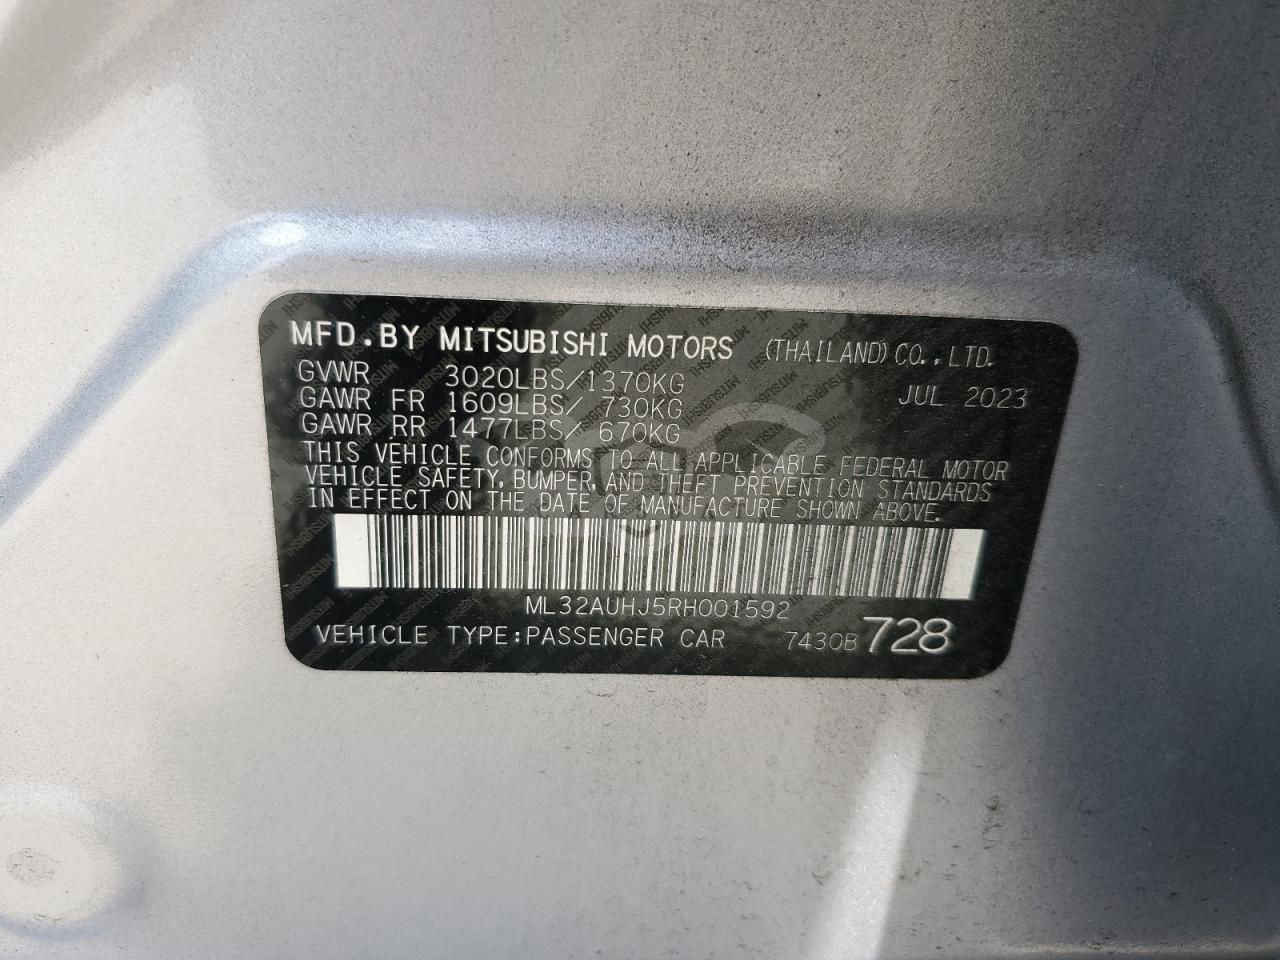 MFD.BY MITSUBISHI MOTORS (THAILAND)CO.,LTD.
GVWR 3020LBS/1370KG JUL 2023
GAWR FR 1609LBS/ 730KG
GAWR RR 1477LBS/ 670KG
THIS VEHICLE CONFORMS TO ALL APPLICABLE FEDERAL MOTOR
VEHICLE SAFETY,BUMPER,AND THEFT PREVENTION STANDARDS
IN EFFECT ON THE DATE OF MANUFACTURE SHOWN ABOVE.
ML32AUHJ5RH001592
VEHICLE TYPE:PASSENGER CAR 7430B 728